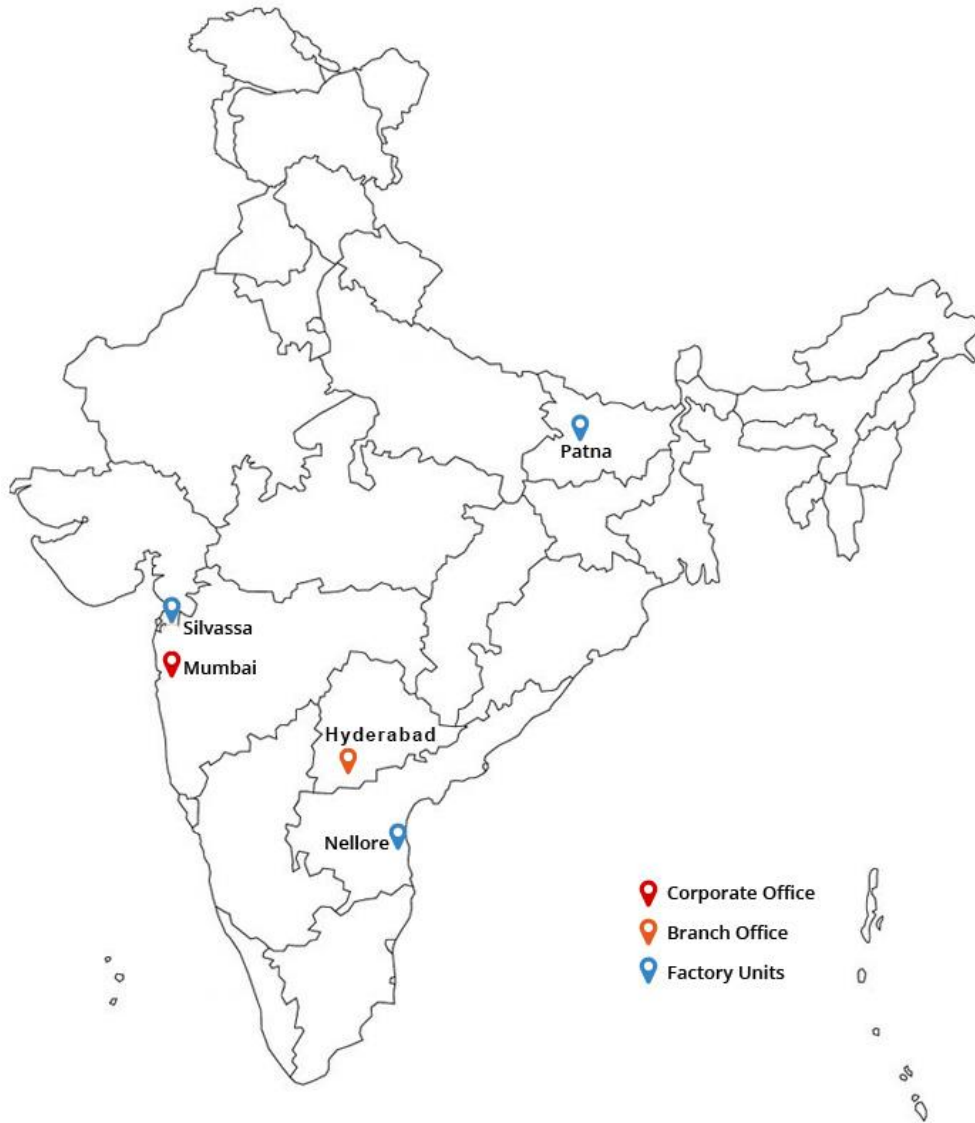 Patna
Silvassa
Mumbai
Hyderabad
Nellore
Corporate Office
Branch Office
Factory Units